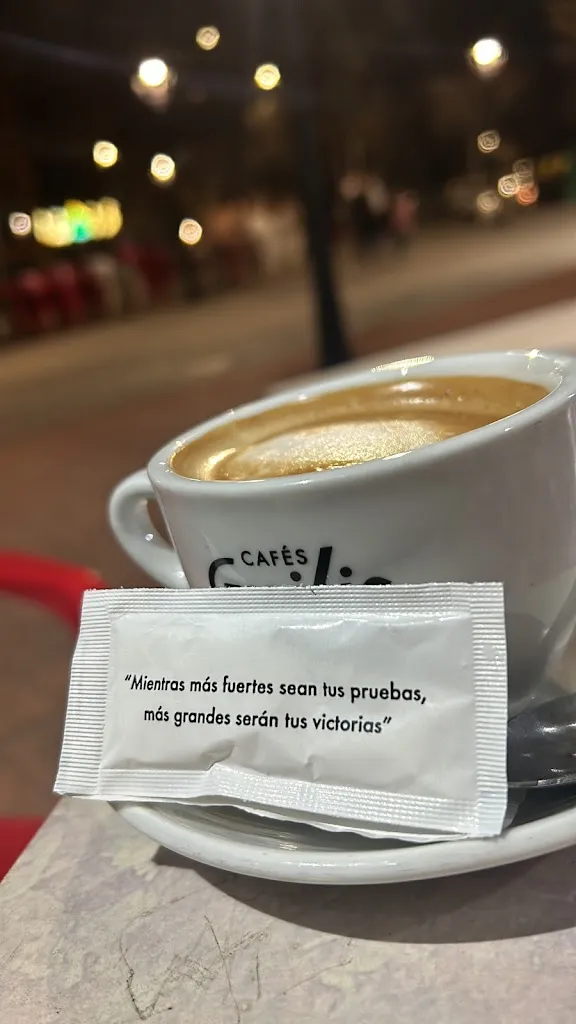 CAFÉS
“Mientras más fuertes sean tus pruebas,
más grandes serán tus victorias”